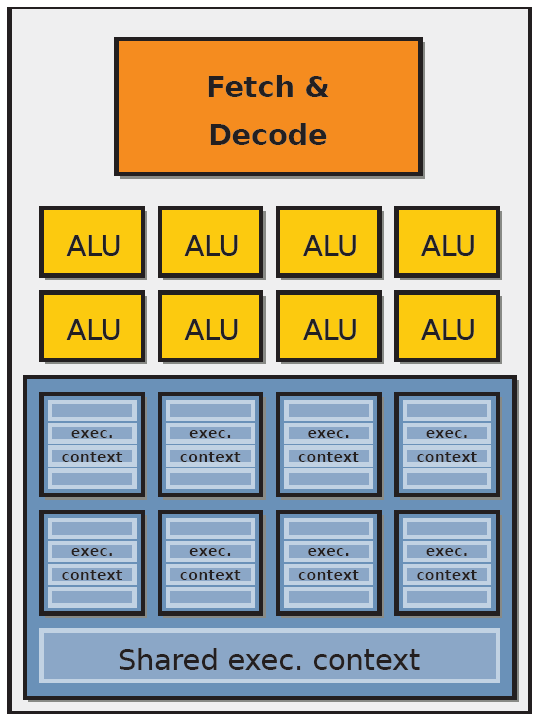 Fetch &
Decode
ALU ALU ALU ALU
ALU ALU ALU ALU
exec. exec. exec. exec.
context context context context
exec. exec. exec. exec.
context context context context
Shared exec. context